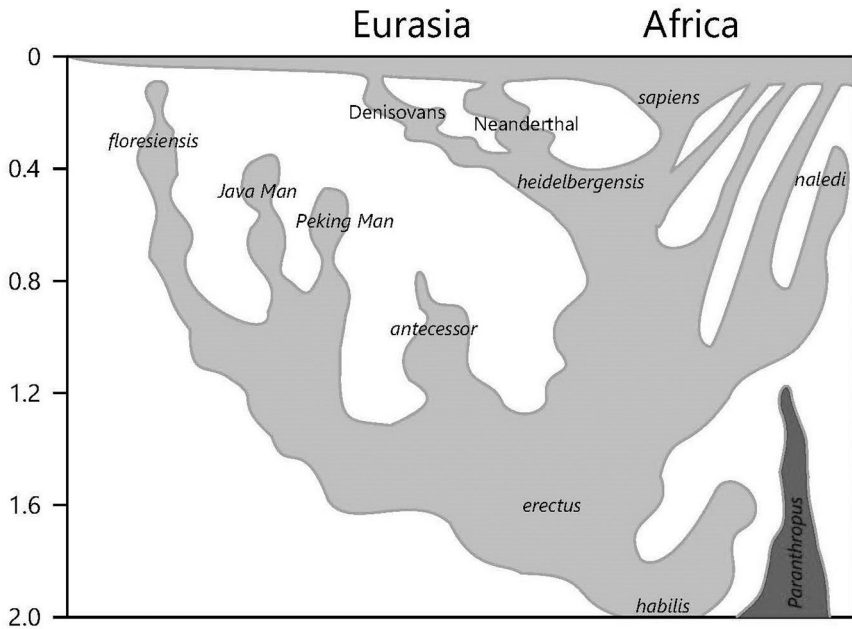 Eurasia Africa
0
sapiens
Denisovans
Neanderthal
floresiensis
0.4
heidelbergensis
naledi
Java Man
Peking Man
0.8
antecessor
1.2
1.6
erectus
Paranthropus
habilis
2.0